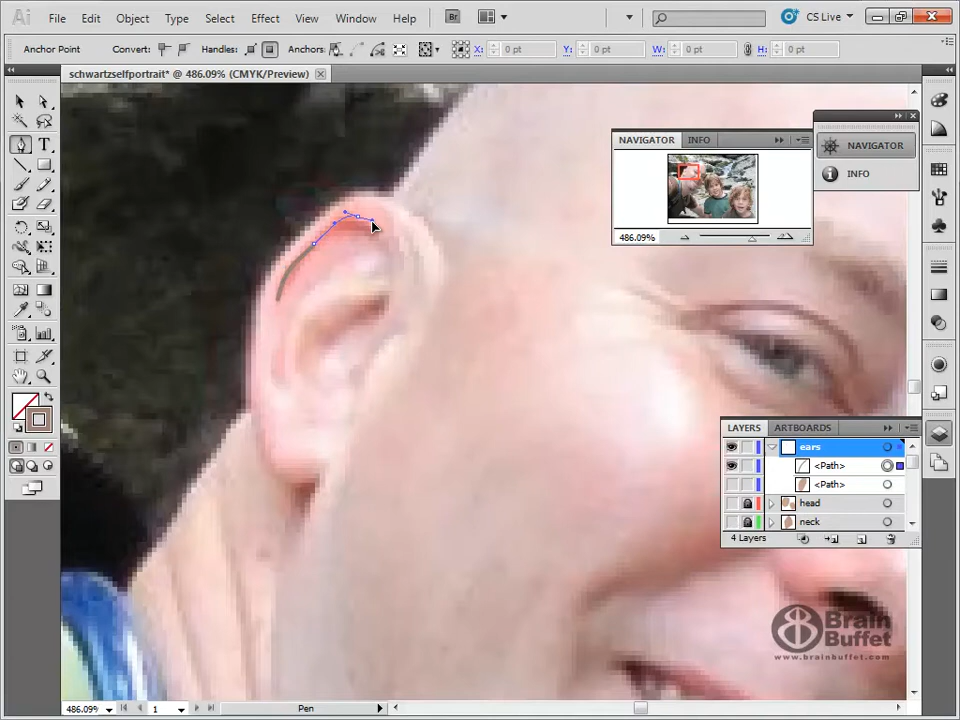 Ai File Edit Object Type Select Effect View Window Help Br CS Live
Anchor Point Convert: Handles: Anchors: X: 0 pt Y: 0 pt W: 0 pt H: 0 pt
schwartzselfportrait* @ 486.09% (CMYK/Preview)
NAVIGATOR INFO
486.09%
NAVIGATOR
INFO
T
LAYERS ARTBOARDS
ears
<Path>
<Path>
head
neck
4 Layers
Brain
Buffet
www.brainbuffet.com
486.09% 1 Pen